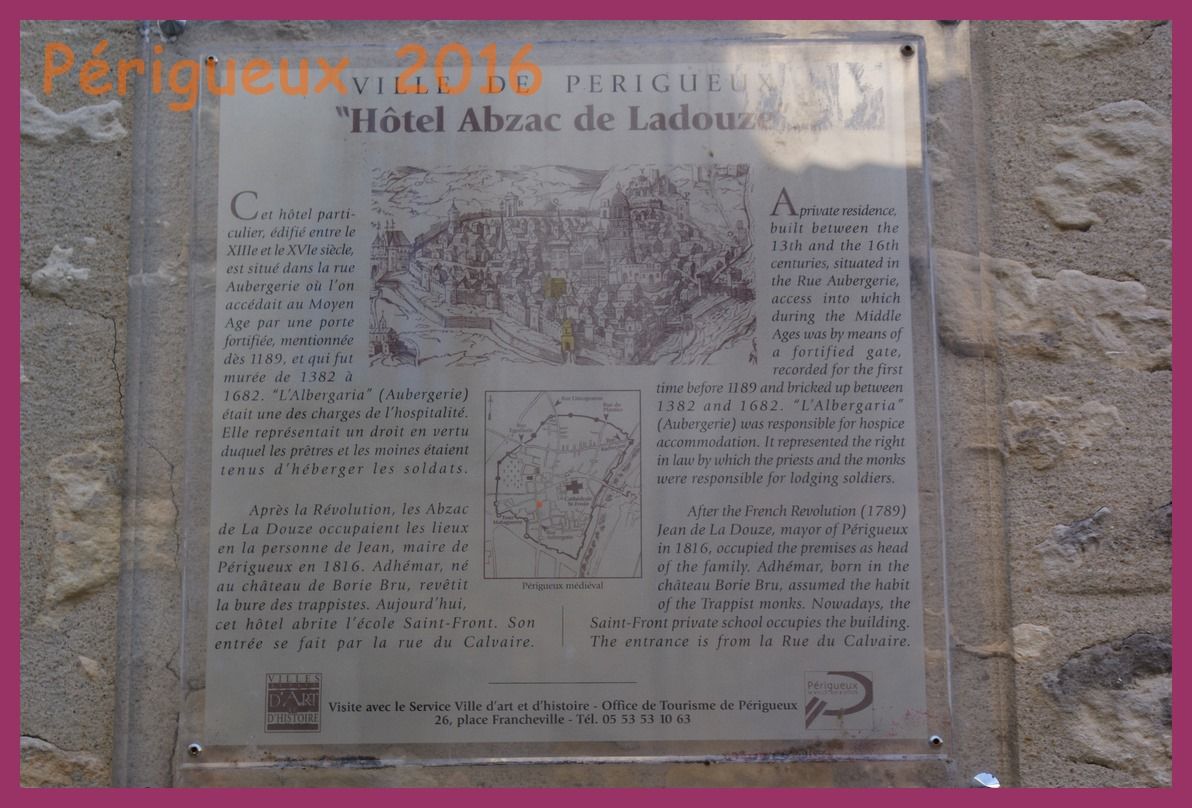 Périgueux 2016
VILLE DE PERIGUEUX
"Hôtel Abzac de Ladouze
Cet hôtel parti-
culier, édifié entre le
XIIIe et le XVIe siècle,
est situé dans la rue
Aubergerie où l'on
accédait au Moyen
Age par une porte
fortifiée, mentionnée
dès 1189, et qui fut
murée de 1382 à
1682. "L'Albergaria" (Aubergerie)
était une des charges de l'hospitalité.
Elle représentait un droit en vertu
duquel les prêtres et les moines étaient
tenus d'héberger les soldats.
Après la Révolution, les Abzac
de La Douze occupaient les lieux
en la personne de Jean, maire de
Périgueux en 1816. Adhémar, né
au château de Borie Bru, revêtit
la bure des trappistes. Aujourd'hui,
cet hôtel abrite l'école Saint-Front. Son
entrée se fait par la rue du Calvaire.
Périgueux médiéval
A private residence,
built between the
13th and the 16th
centuries, situated in
the Rue Aubergerie,
access into which
during the Middle
Ages was by means of
a fortified gate,
recorded for the first
time before 1189 and bricked up between
1382 and 1682. "L'Albergaria"
(Aubergerie) was responsible for hospice
accommodation. It represented the right
in law by which the priests and the monks
were responsible for lodging soldiers.
After the French Revolution (1789)
Jean de La Douze, mayor of Périgueux
in 1816, occupied the premises as head
of the family. Adhémar, born in the
château Borie Bru, assumed the habit
of the Trappist monks. Nowadays, the
Saint-Front private school occupies the building.
The entrance is from la Rue du Calvaire.
VILLES
D'ART
D'HISTOIRE
Visite avec le Service Ville d'art et d'histoire - Office de Tourisme de Périgueux
26, place Francheville - Tél. 05 53 53 10 63
Périgueux